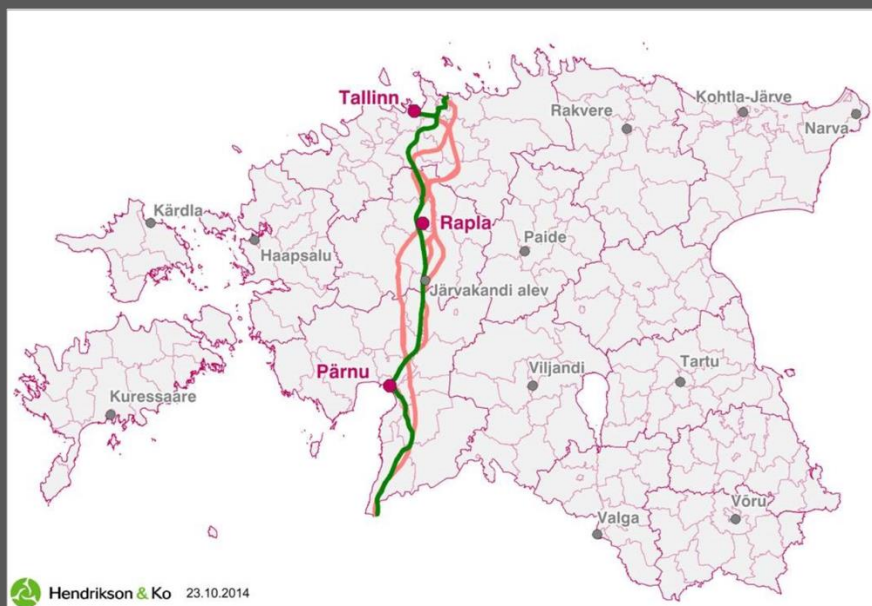 Tallinn
Rakvere
Kohtla-Järve
Narva
Kärdla
Haapsalu
Rapla
Paide
Järvakandi alev
Pärnu
Viljandi
Tartu
Kuressaare
Valga
Võru
Hendrikson & Ko 23.10.2014